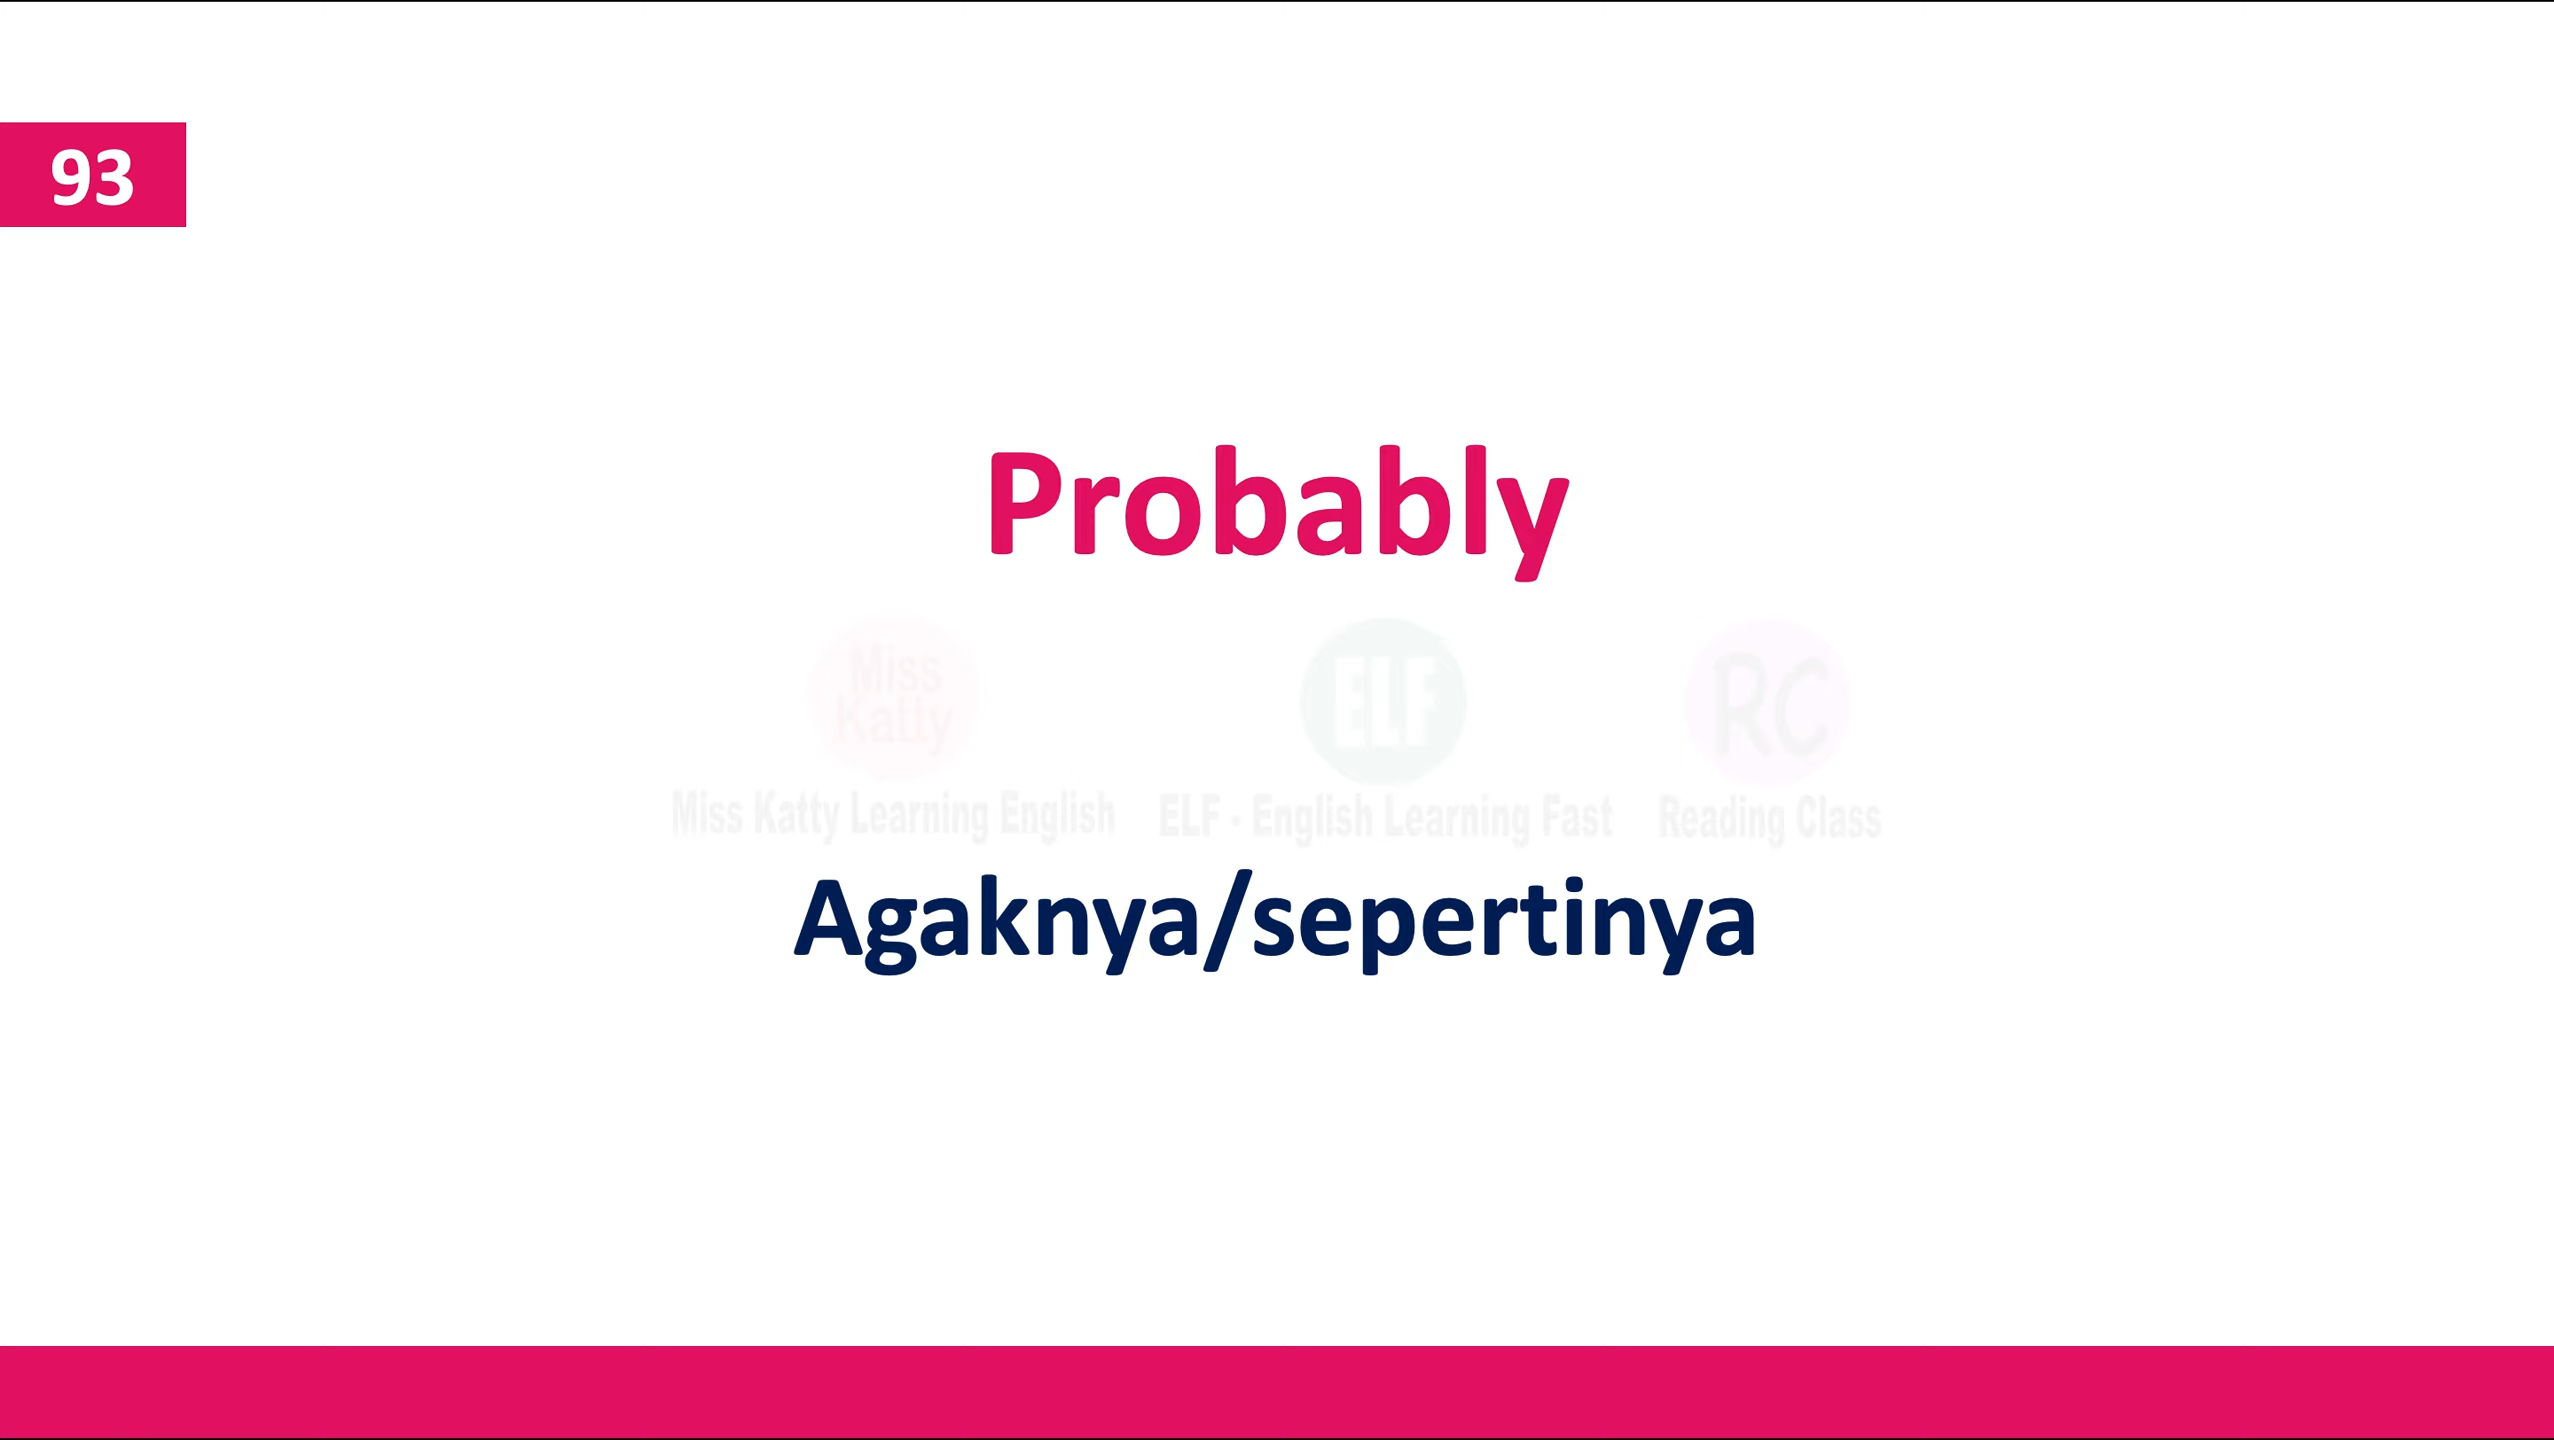 93
Probably
Miss
Katty
ELF
RC
Miss Katty Learning English
ELF - English Learning Fast
Reading Class
Agaknya/sepertinya